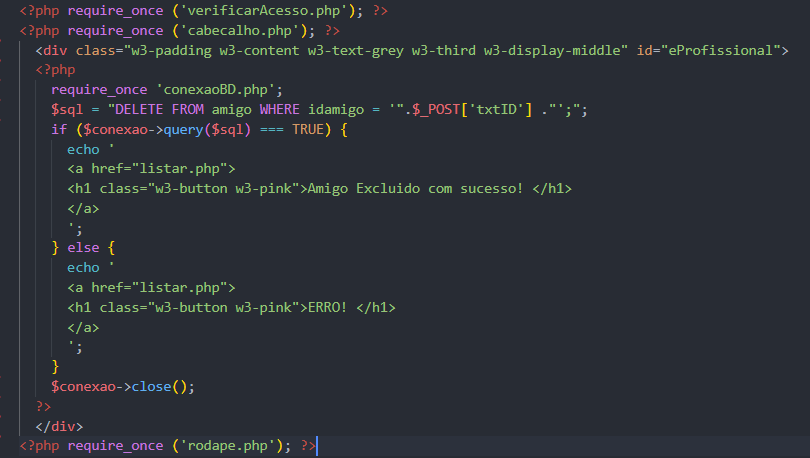 <?php require_once ('verificarAcesso.php'); ?>
<?php require_once ('cabecalho.php'); ?>
<div class="w3-padding w3-content w3-text-grey w3-third w3-display-middle" id="eProfissional">
<?php
require_once 'conexaoBD.php';
$sql = "DELETE FROM amigo WHERE idamigo = '".$_POST['txtID'] ."';";
if ($conexao->query($sql) === TRUE) {
echo '
<a href="listar.php">
<h1 class="w3-button w3-pink">Amigo Excluido com sucesso! </h1>
</a>
';
} else {
echo '
<a href="listar.php">
<h1 class="w3-button w3-pink">ERRO! </h1>
</a>
';
}
$conexao->close();
?>
</div>
<?php require_once ('rodape.php'); ?>